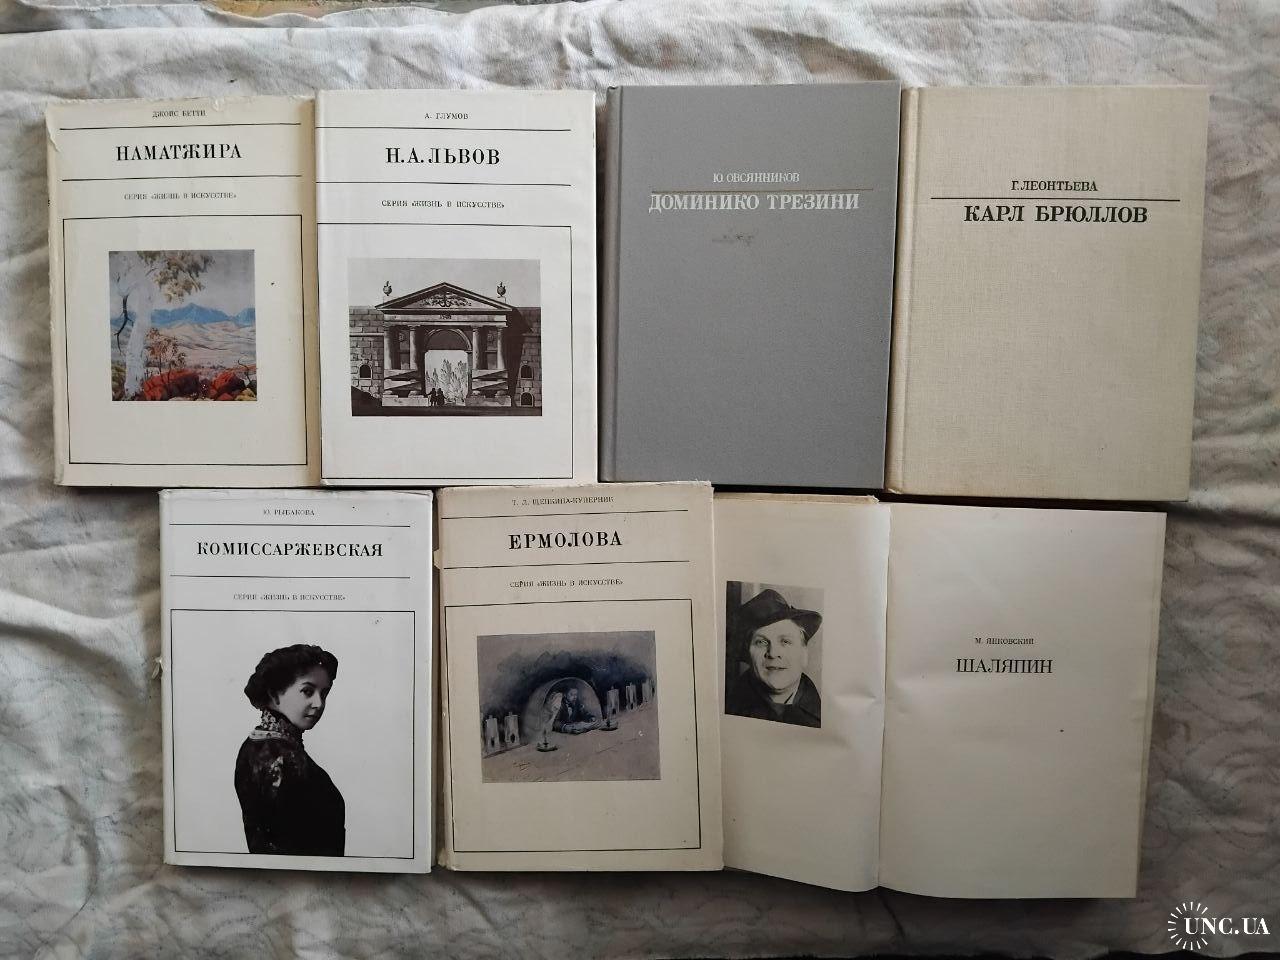 ДЖОЙС БЕТТИ
НАМАТЖИРА
СЕРИЯ «ЖИЗНЬ В ИСКУССТВЕ»
А. ГЛУМОВ
Н.А.ЛЬВОВ
СЕРИЯ «ЖИЗНЬ В ИСКУССТВЕ»
Ю. ОВСЯННИКОВ
ДОМИНИКО ТРЕЗИНИ
Г. ЛЕОНТЬЕВА
КАРЛ БРЮЛЛОВ
Ю. РЫБАКОВА
КОМИССАРЖЕВСКАЯ
СЕРИЯ «ЖИЗНЬ В ИСКУССТВЕ»
Т. Л. ЩЕПКИНА-КУПЕРНИК
ЕРМОЛОВА
СЕРИЯ «ЖИЗНЬ В ИСКУССТВЕ»
М. ЯНКОВСКИЙ
ШАЛЯПИН
UNC.UA